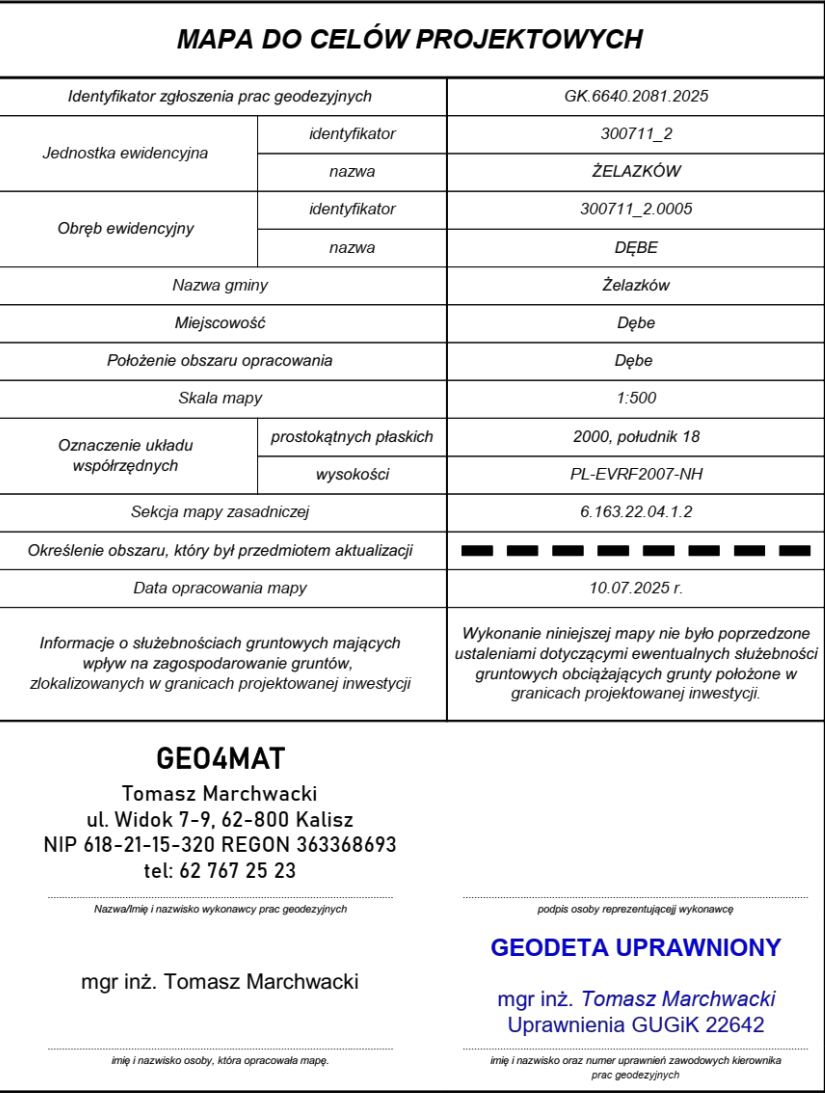 MAPA DO CELÓW PROJEKTOWYCH
Identyfikator zgłoszenia prac geodezyjnych
GK.6640.2081.2025
Jednostka ewidencyjna
identyfikator
300711_2
nazwa
ŻELAZKÓW
Obręb ewidencyjny
identyfikator
300711_2.0005
nazwa
DĘBE
Nazwa gminy
Żelazków
Miejscowość
Dębe
Położenie obszaru opracowania
Dębe
Skala mapy
1:500
Oznaczenie układu
współrzędnych
prostokątnych płaskich
2000, południk 18
wysokości
PL-EVRF2007-NH
Sekcja mapy zasadniczej
6.163.22.04.1.2
Określenie obszaru, który był przedmiotem aktualizacji
Data opracowania mapy
10.07.2025 r.
Informacje o służebnościach gruntowych mających
wpływ na zagospodarowanie gruntów,
zlokalizowanych w granicach projektowanej inwestycji
Wykonanie niniejszej mapy nie było poprzedzone
ustaleniami dotyczącymi ewentualnych służebności
gruntowych obciążających grunty położone w
granicach projektowanej inwestycji.
GEO4MAT
Tomasz Marchwacki
ul. Widok 7-9, 62-800 Kalisz
NIP 618-21-15-320 REGON 363368693
tel: 62 767 25 23
Nazwa/Imię i nazwisko wykonawcy prac geodezyjnych
podpis osoby reprezentującejj wykonawcę
mgr inż. Tomasz Marchwacki
imię i nazwisko osoby, która opracowała mapę.
GEODETA UPRAWNIONY
mgr inż. Tomasz Marchwacki
Uprawnienia GUGiK 22642
imię i nazwisko oraz numer uprawnień zawodowych kierownika
prac geodezyjnych